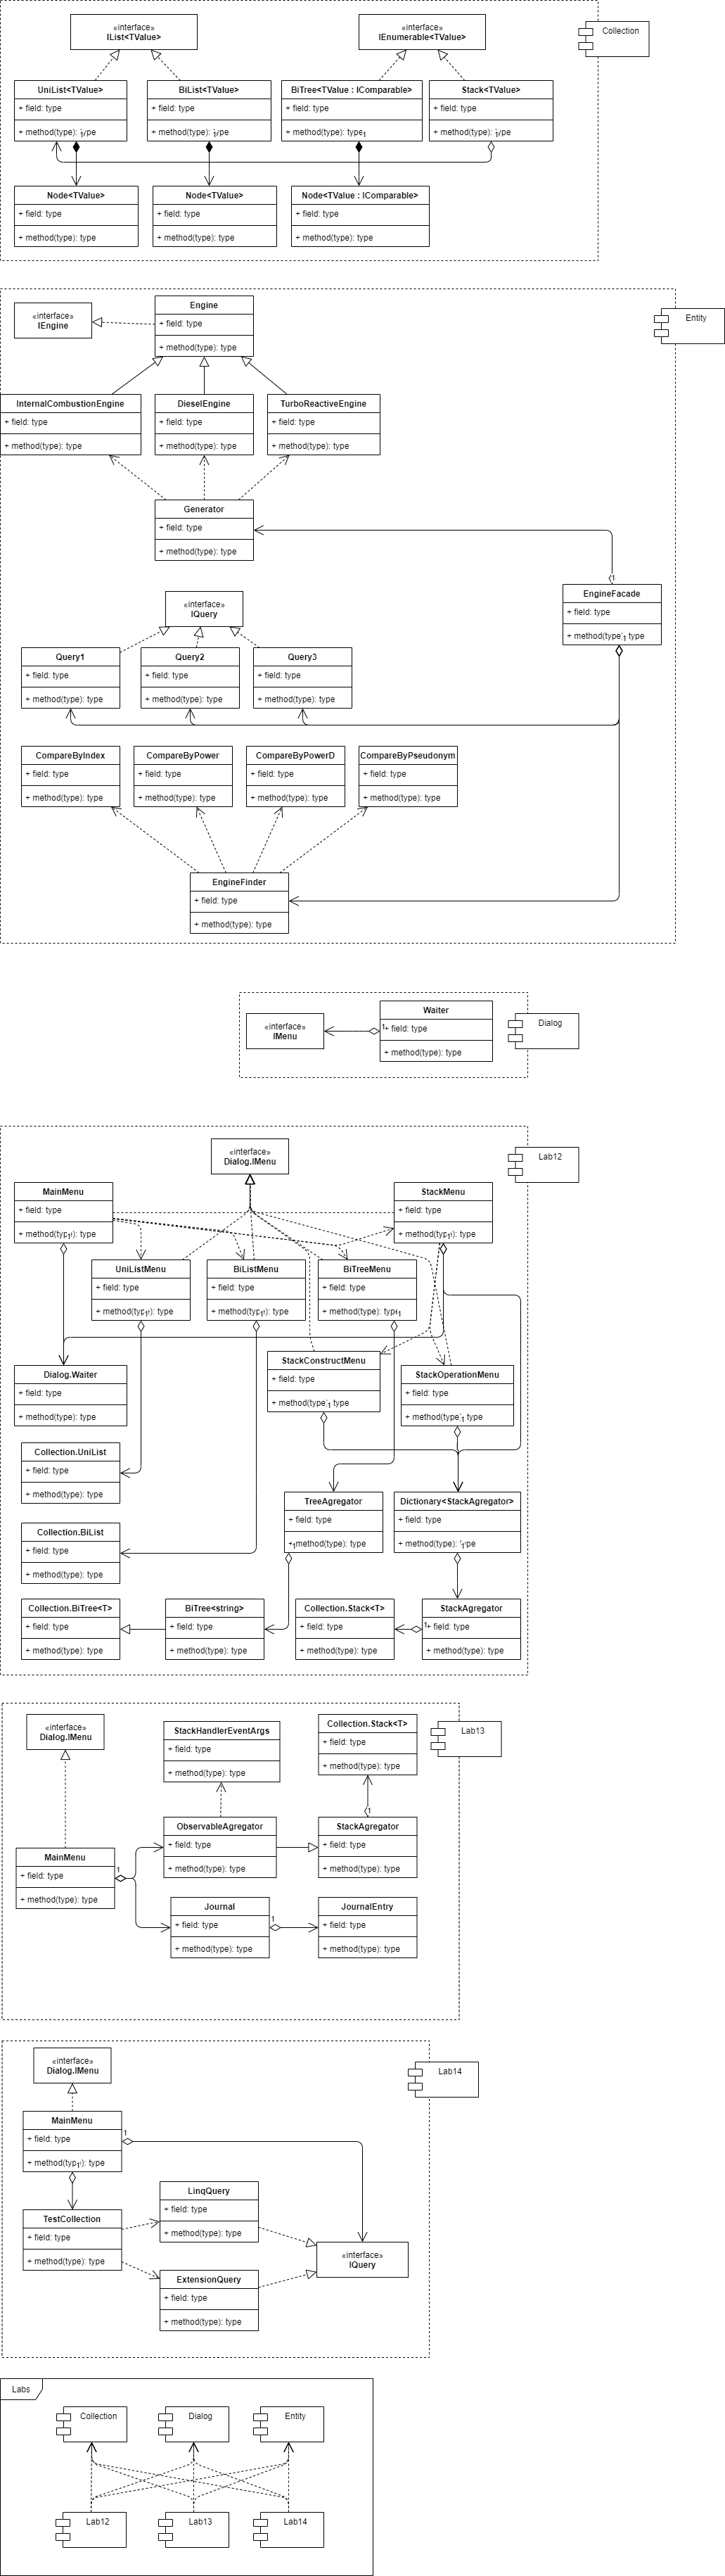 «interface»
IList<TValue>
«interface»
IEnumerable<TValue>
Collection
UniList<TValue>
+ field: type
+ method(type): type
1
BiList<TValue>
+ field: type
+ method(type): type
1
BiTree<TValue : IComparable>
+ field: type
+ method(type): type
1
Stack<TValue>
+ field: type
+ method(type): type
1
Node<TValue>
+ field: type
+ method(type): type
Node<TValue>
+ field: type
+ method(type): type
Node<TValue : IComparable>
+ field: type
+ method(type): type
«interface»
IEngine
Engine
+ field: type
+ method(type): type
Entity
InternalCombustionEngine
+ field: type
+ method(type): type
DieselEngine
+ field: type
+ method(type): type
TurboReactiveEngine
+ field: type
+ method(type): type
Generator
+ field: type
+ method(type): type
1
EngineFacade
+ field: type
+ method(type): type
1
«interface»
IQuery
Query1
+ field: type
+ method(type): type
Query2
+ field: type
+ method(type): type
Query3
+ field: type
+ method(type): type
CompareByIndex
+ field: type
+ method(type): type
CompareByPower
+ field: type
+ method(type): type
CompareByPowerD
+ field: type
+ method(type): type
CompareByPseudonym
+ field: type
+ method(type): type
EngineFinder
+ field: type
+ method(type): type
«interface»
IMenu
Waiter
1
+ field: type
+ method(type): type
Dialog
«interface»
Dialog.IMenu
Lab12
MainMenu
+ field: type
+ method(type): type
1
StackMenu
+ field: type
+ method(type): type
1
UniListMenu
+ field: type
+ method(type): type
1
BiListMenu
+ field: type
+ method(type): type
1
BiTreeMenu
+ field: type
+ method(type): type
1
StackConstructMenu
+ field: type
+ method(type): type
1
Dialog.Waiter
+ field: type
+ method(type): type
StackOperationMenu
+ field: type
+ method(type): type
1
Collection.UniList
+ field: type
+ method(type): type
TreeAgregator
+ field: type
+ method(type): type
1
Dictionary<StackAgregator>
+ field: type
+ method(type): type
1
Collection.BiList
+ field: type
+ method(type): type
Collection.BiTree<T>
+ field: type
+ method(type): type
BiTree<string>
+ field: type
+ method(type): type
Collection.Stack<T>
+ field: type
+ method(type): type
StackAgregator
1
+ field: type
+ method(type): type
«interface»
Dialog.IMenu
StackHandlerEventArgs
+ field: type
+ method(type): type
Collection.Stack<T>
+ field: type
+ method(type): type
Lab13
1
ObservableAgregator
+ field: type
+ method(type): type
StackAgregator
+ field: type
+ method(type): type
MainMenu
+ field: type
+ method(type): type
1
Journal
+ field: type
+ method(type): type
1
JournalEntry
+ field: type
+ method(type): type
«interface»
Dialog.IMenu
Lab14
MainMenu
+ field: type
+ method(type): type
1
1
TestCollection
+ field: type
+ method(type): type
LinqQuery
+ field: type
+ method(type): type
«interface»
IQuery
ExtensionQuery
+ field: type
+ method(type): type
Labs
Collection
Dialog
Entity
Lab12
Lab13
Lab14